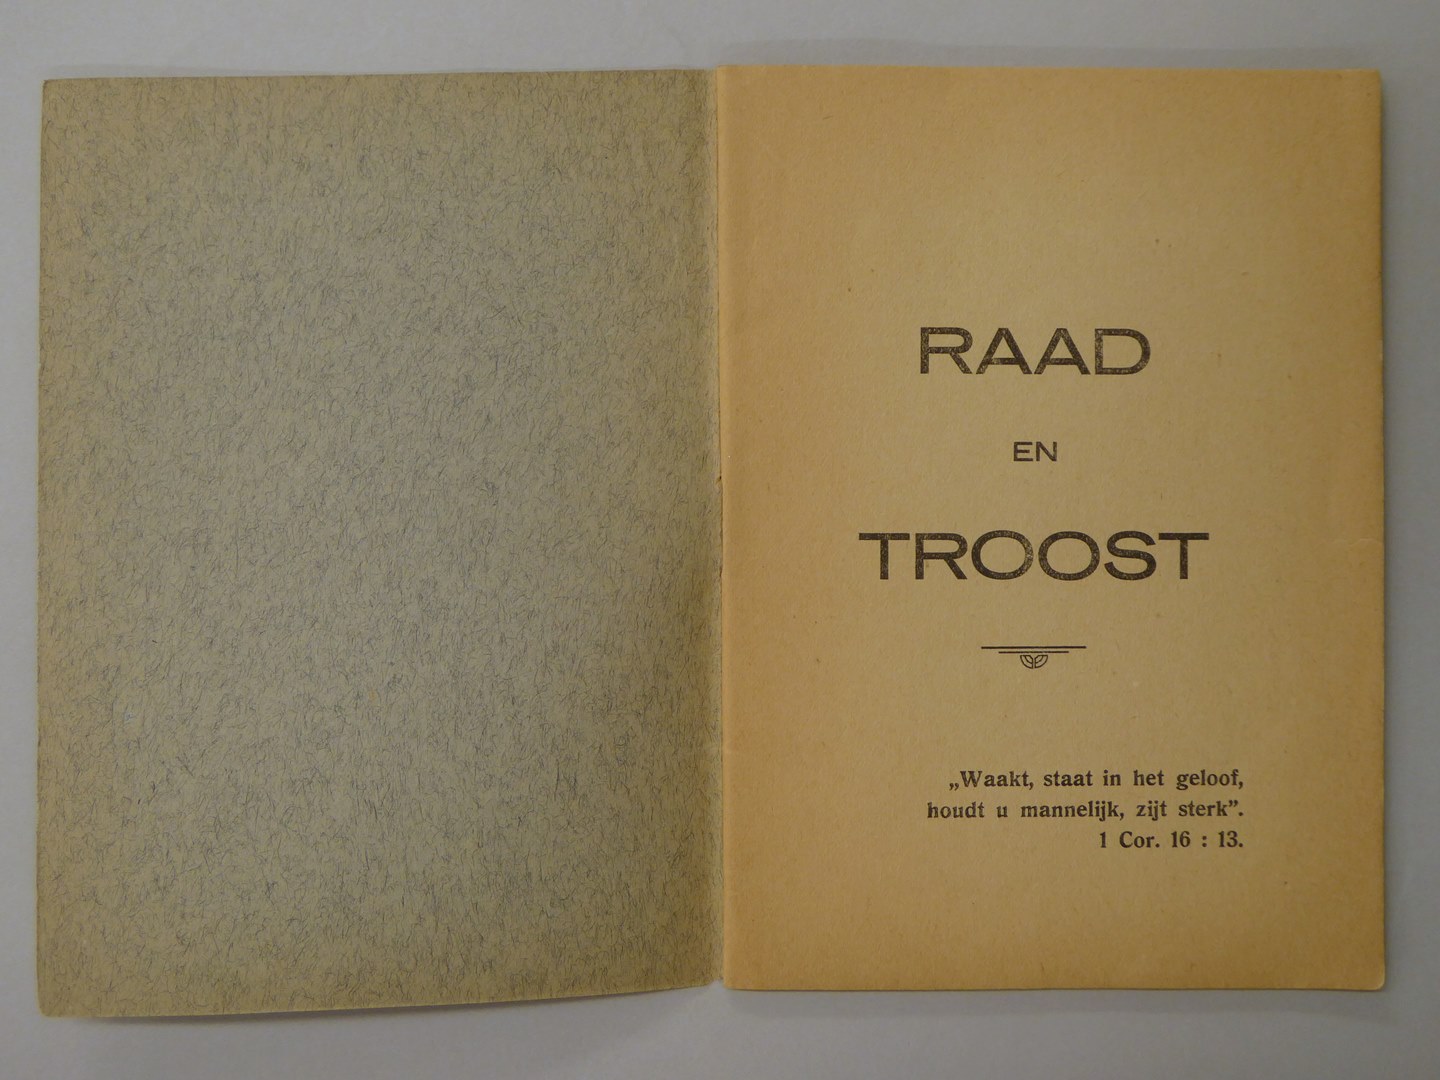 RAAD
EN
TROOST
„Waakt, staat in het geloof,
houdt u mannelijk, zijt sterk”.
1 Cor. 16 : 13.